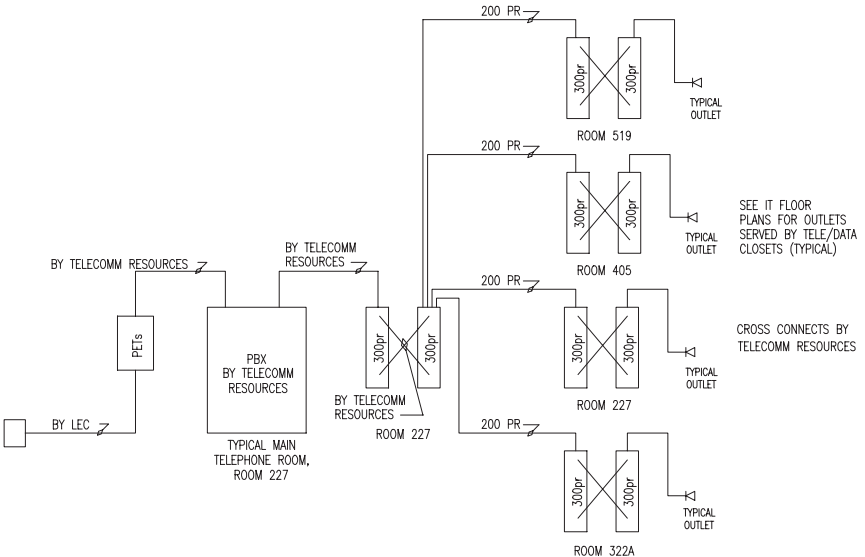 200 PR
300pr
300pr
TYPICAL
OUTLET
ROOM 519
200 PR
300pr
300pr
TYPICAL
OUTLET
ROOM 405
SEE IT FLOOR
PLANS FOR OUTLETS
SERVED BY TELE/DATA
CLOSETS (TYPICAL)
BY TELECOMM RESOURCES
BY TELECOMM
RESOURCES
PETs
PBX
BY TELECOMM
RESOURCES
BY LEC
TYPICAL MAIN
TELEPHONE ROOM,
ROOM 227
300pr
300pr
BY TELECOMM
RESOURCES
ROOM 227
200 PR
300pr
300pr
TYPICAL
OUTLET
ROOM 227
CROSS CONNECTS BY
TELECOMM RESOURCES
200 PR
300pr
300pr
TYPICAL
OUTLET
ROOM 322A